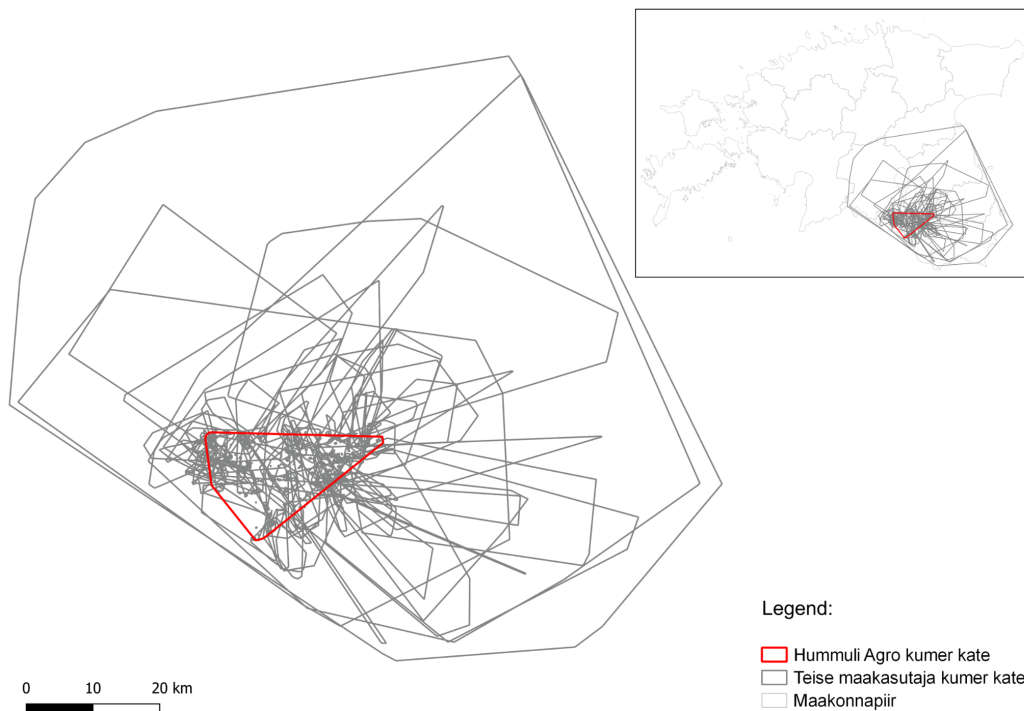 Legend:
Hummuli Agro kumer kate
Teise maakasutaja kumer kate
Maakonnapiir
0 10 20 km